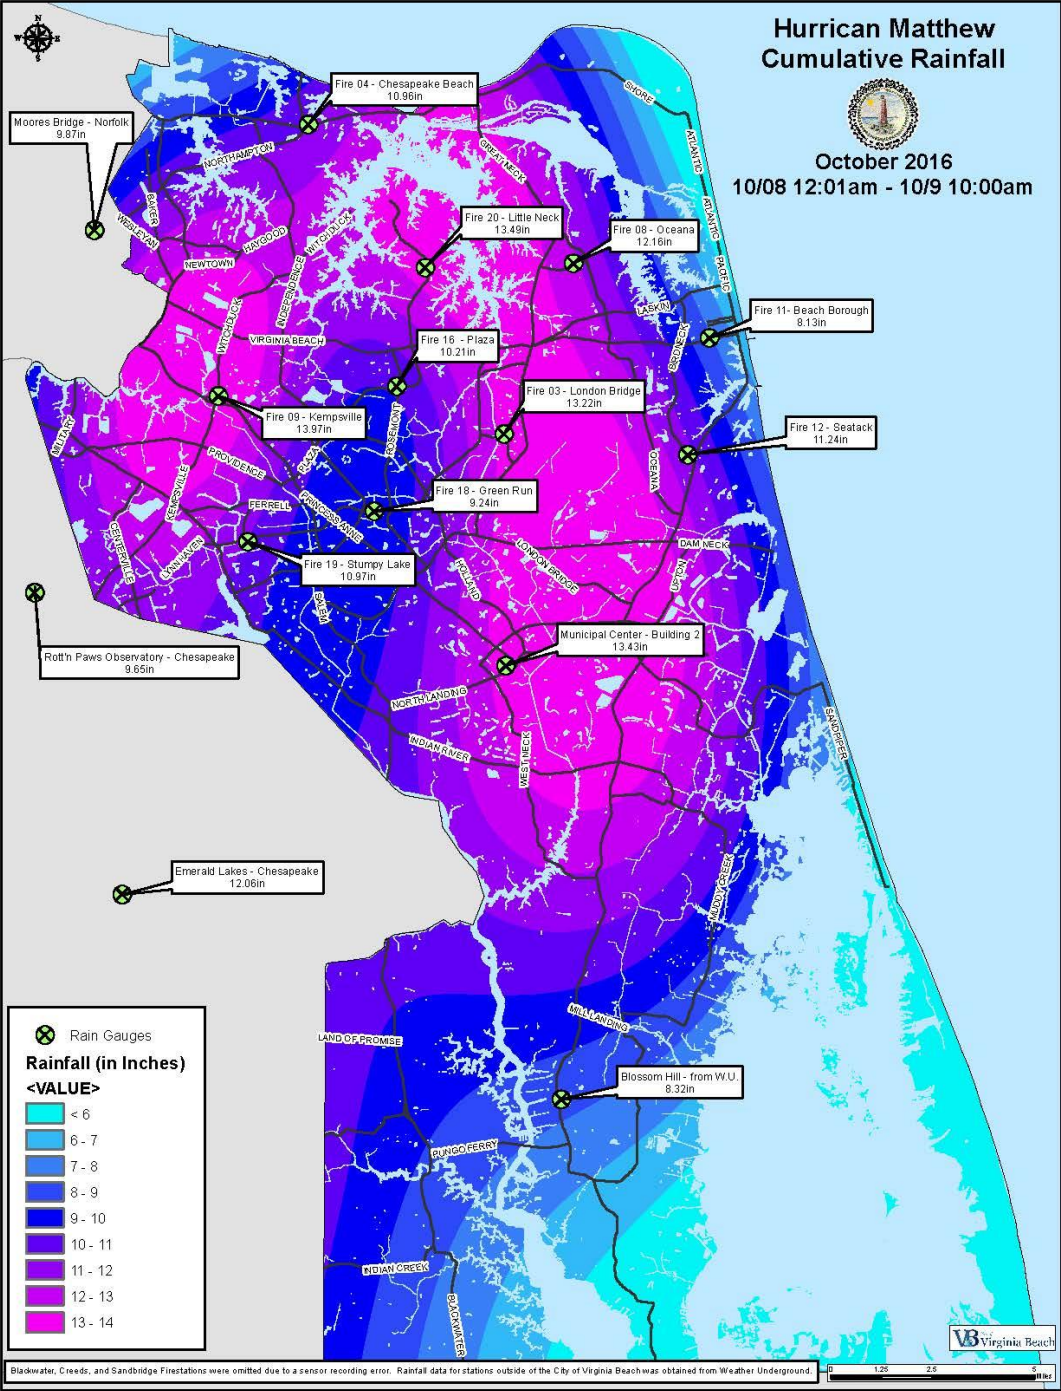 Hurrican Matthew
Cumulative Rainfall
October 2016
10/08 12:01am - 10/9 10:00am
N
W E
S
Fire 04 - Chesapeake Beach
10.96in
Moores Bridge - Norfolk
9.87in
Fire 20 - Little Neck
13.49in
Fire 08 - Oceana
12.16in
Fire 11- Beach Borough
8.13in
Fire 16 - Plaza
10.21in
Fire 03 - London Bridge
13.22in
Fire 09 - Kempsville
13.97in
Fire 12 - Seatack
11.24in
Fire 18 - Green Run
9.24in
Fire 19 - Stumpy Lake
10.97in
Municipal Center - Building 2
13.43in
Rott'n Paws Observatory - Chesapeake
9.65in
Emerald Lakes - Chesapeake
12.06in
Blossom Hill - from W.U.
8.32in
SHORE
ATLANTIC
ATLANTIC
PACIFIC
GREAT NECK
NORTHAMPTON
BAKER
WESLEYAN
HAYGOOD
WITCHDUCK
NEWTOWN
INDEPENDENCE
WITCHDUCK
VIRGINIA BEACH
LASKIN
BIRDNECK
ROSEMONT
MILITARY
PROVIDENCE
PLAZA
KEMPSVILLE
OCEANA
FERRELL
PRINCESS ANNE
CENTERVILLE
LYNNHAVEN
HOLLAND
LONDON BRIDGE
DAM NECK
UPTON
SALEM
NORTH LANDING
INDIAN RIVER
WEST NECK
SANDPIPER
MUDDY CREEK
MILL LANDING
LAND OF PROMISE
PUNGO FERRY
INDIAN CREEK
BLACKWATER
Rain Gauges
Rainfall (in Inches)
<VALUE>
< 6
6 - 7
7 - 8
8 - 9
9 - 10
10 - 11
11 - 12
12 - 13
13 - 14
VB
Virginia Beach
Blackwater, Creeds, and Sandbridge Firestations were omitted due to a sensor recording error. Rainfall data for stations outside of the City of Virginia Beach was obtained from Weather Underground.
0 1.25 2.5 5
Miles